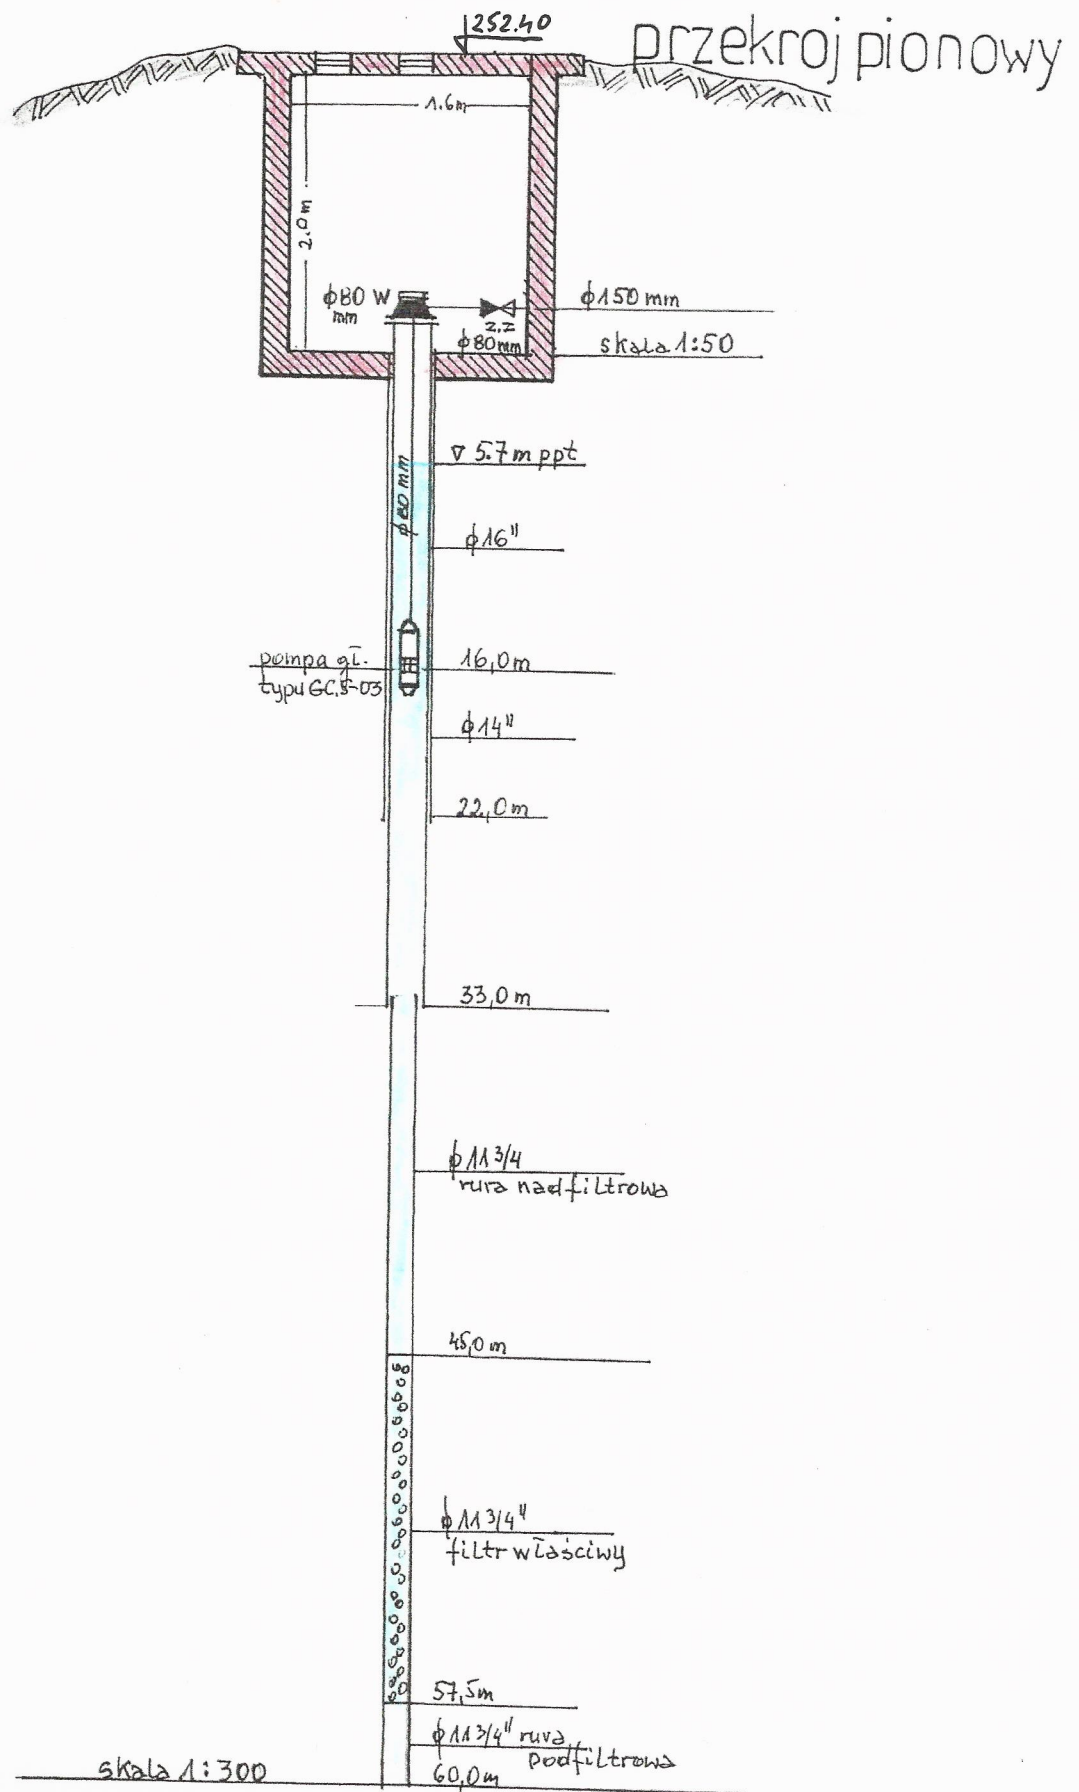 252.40
przekroj pionowy
1.6m
2.0m
ϕ80 W
mm
ϕ150 mm
z.z
ϕ80mm
skala 1:50
∇ 5.7m ppt
ϕ80 mm
ϕ16"
pompa gł.
typu GC.5-03
16,0m
ϕ14"
22,0m
33,0m
ϕ11 3/4
rura nadfiltrowa
45,0m
ϕ11 3/4"
filtr właściwy
57,5m
ϕ11 3/4" rura
podfiltrowa
skala 1:300
60,0m